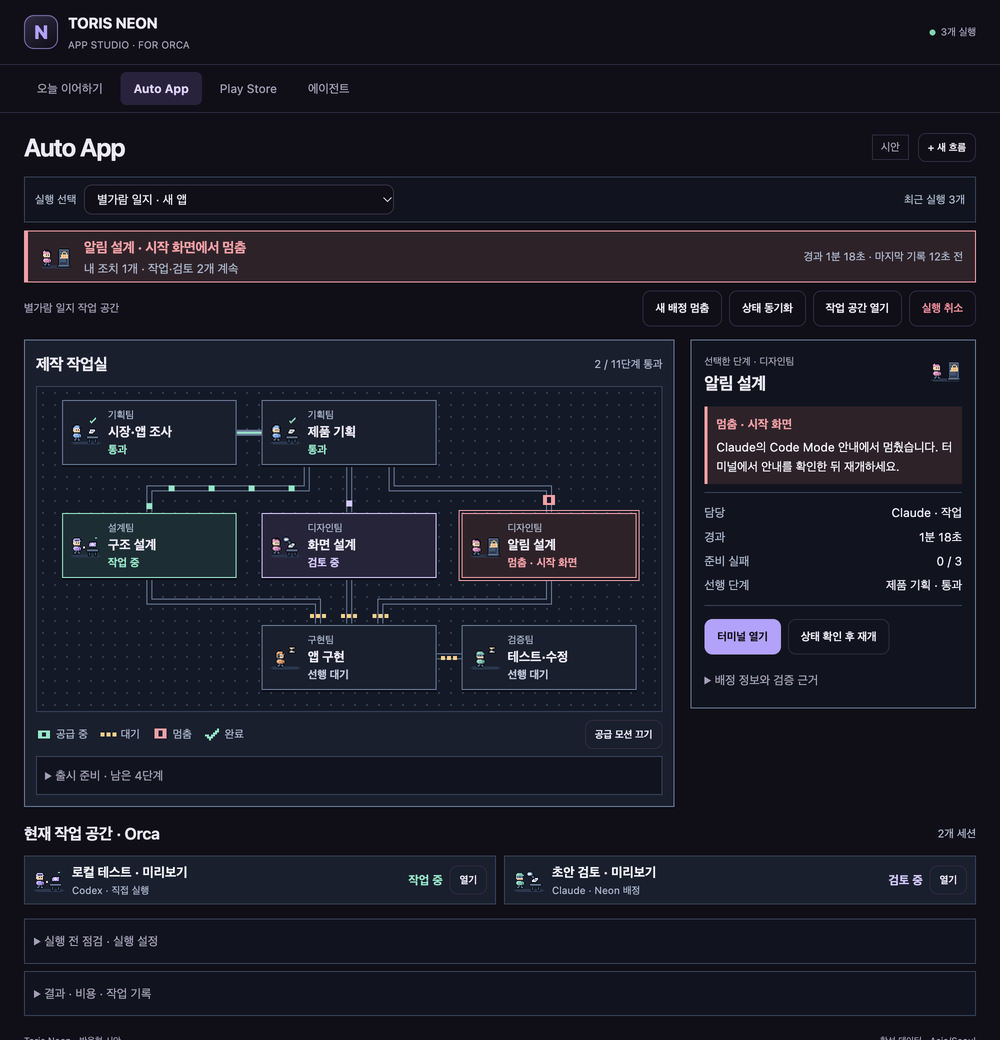 N
TORIS NEON
APP STUDIO · FOR ORCA
3개 실행
오늘 이어하기
Auto App
Play Store
에이전트
Auto App
시안
+ 새 흐름
실행 선택
별가람 일지 · 새 앱
최근 실행 3개
알림 설계 · 시작 화면에서 멈춤
내 조치 1개 · 작업·검토 2개 계속
경과 1분 18초 · 마지막 기록 12초 전
별가람 일지 작업 공간
새 배정 멈춤
상태 동기화
작업 공간 열기
실행 취소
제작 작업실
2 / 11단계 통과
기획팀
시장·앱 조사
통과
기획팀
제품 기획
통과
설계팀
구조 설계
작업 중
디자인팀
화면 설계
검토 중
디자인팀
알림 설계
멈춤 · 시작 화면
구현팀
앱 구현
선행 대기
검증팀
테스트·수정
선행 대기
공급 중
대기
멈춤
완료
공급 모션 끄기
▶ 출시 준비 · 남은 4단계
선택한 단계 · 디자인팀
알림 설계
멈춤 · 시작 화면
Claude의 Code Mode 안내에서 멈췄습니다. 터
미널에서 안내를 확인한 뒤 재개하세요.
담당 Claude · 작업
경과 1분 18초
준비 실패 0 / 3
선행 단계 제품 기획 · 통과
터미널 열기
상태 확인 후 재개
▶ 배정 정보와 검증 근거
현재 작업 공간 · Orca
2개 세션
로컬 테스트 · 미리보기
Codex · 직접 실행
작업 중
열기
초안 검토 · 미리보기
Claude · Neon 배정
검토 중
열기
▶ 실행 전 점검 · 실행 설정
▶ 결과 · 비용 · 작업 기록